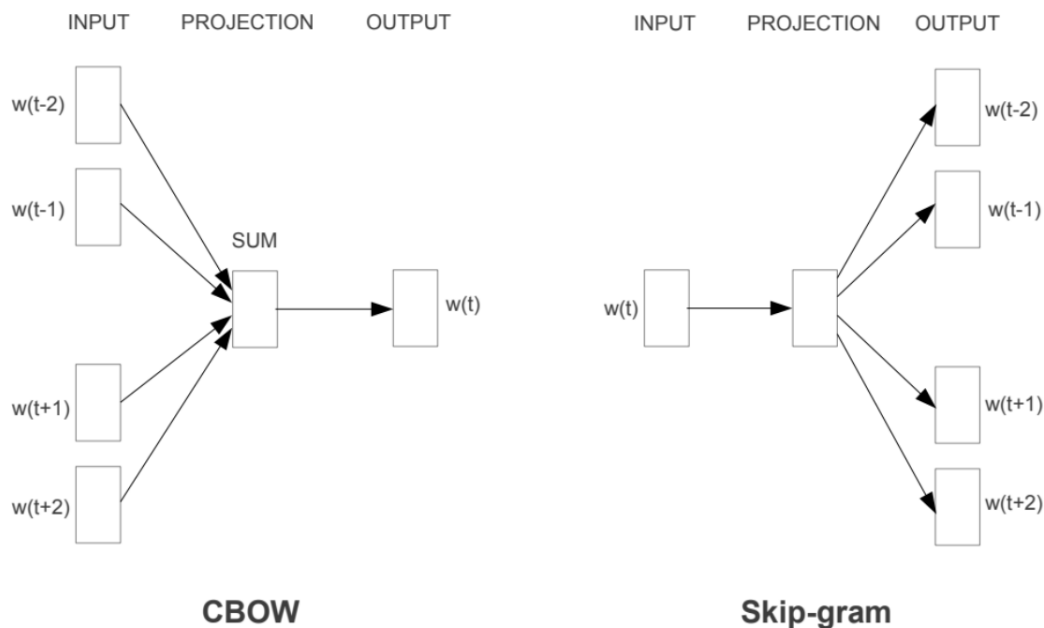 INPUT PROJECTION OUTPUT
w(t-2)
w(t-1)
SUM
w(t)
w(t+1)
w(t+2)
CBOW
INPUT PROJECTION OUTPUT
w(t-2)
w(t-1)
w(t)
w(t+1)
w(t+2)
Skip-gram